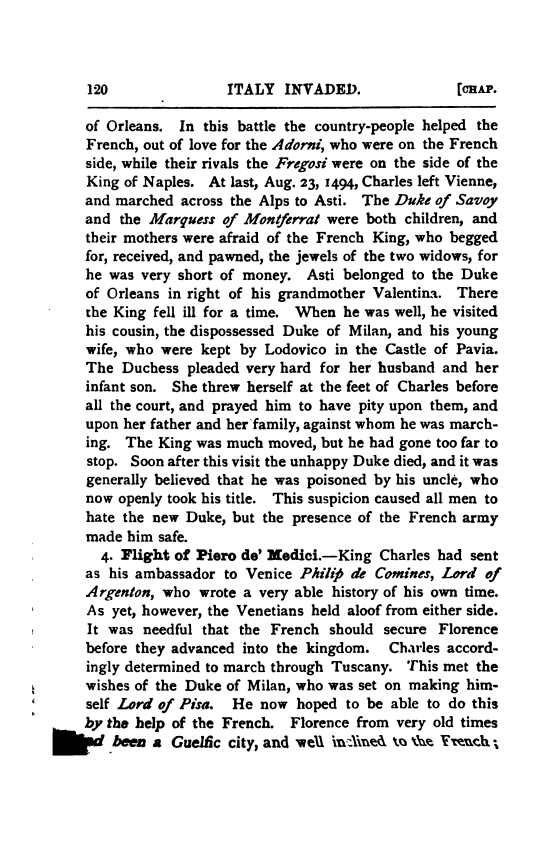 120 ITALY INVADED. [CHAP.
of Orleans. In this battle the country-people helped the
French, out of love for the Adorni, who were on the French
side, while their rivals the Fregosi were on the side of the
King of Naples. At last, Aug. 23, 1494, Charles left Vienne,
and marched across the Alps to Asti. The Duke of Savoy
and the Marquess of Montferrat were both children, and
their mothers were afraid of the French King, who begged
for, received, and pawned, the jewels of the two widows, for
he was very short of money. Asti belonged to the Duke
of Orleans in right of his grandmother Valentina. There
the King fell ill for a time. When he was well, he visited
his cousin, the dispossessed Duke of Milan, and his young
wife, who were kept by Lodovico in the Castle of Pavia.
The Duchess pleaded very hard for her husband and her
infant son. She threw herself at the feet of Charles before
all the court, and prayed him to have pity upon them, and
upon her father and her family, against whom he was march-
ing. The King was much moved, but he had gone too far to
stop. Soon after this visit the unhappy Duke died, and it was
generally believed that he was poisoned by his uncle, who
now openly took his title. This suspicion caused all men to
hate the new Duke, but the presence of the French army
made him safe.
4. Flight of Piero de' Medici.—King Charles had sent
as his ambassador to Venice Philip de Comines, Lord of
Argenton, who wrote a very able history of his own time.
As yet, however, the Venetians held aloof from either side.
It was needful that the French should secure Florence
before they advanced into the kingdom. Charles accord-
ingly determined to march through Tuscany. This met the
wishes of the Duke of Milan, who was set on making him-
self Lord of Pisa. He now hoped to be able to do this
by the help of the French. Florence from very old times
been a Guelfic city, and well inclined to the French;